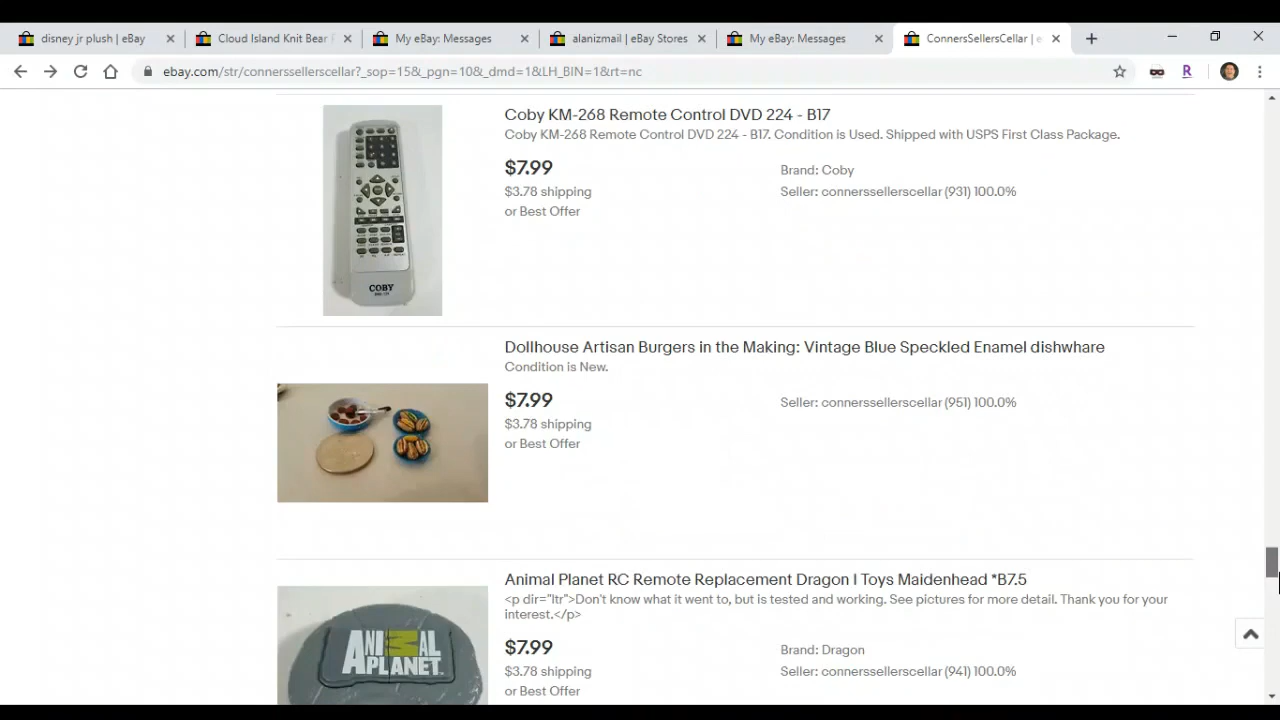 disney jr plush | eBay
Cloud Island Knit Bear
My eBay: Messages
alanizmail | eBay Stores
My eBay: Messages
ConnersSellersCellar | e
ebay.com/str/connerssellerscellar?_sop=15&_pgn=10&_dmd=1&LH_BIN=1&rt=nc
R
Coby KM-268 Remote Control DVD 224 - B17
Coby KM-268 Remote Control DVD 224 - B17. Condition is Used. Shipped with USPS First Class Package.
$7.99
Brand: Coby
$3.78 shipping
Seller: connerssellerscellar (931) 100.0%
or Best Offer
COBY
Dollhouse Artisan Burgers in the Making: Vintage Blue Speckled Enamel dishwhare
Condition is New.
$7.99
Seller: connerssellerscellar (951) 100.0%
$3.78 shipping
or Best Offer
Animal Planet RC Remote Replacement Dragon I Toys Maidenhead *B7.5
<p dir="ltr">Don't know what it went to, but is tested and working. See pictures for more detail. Thank you for your
interest.</p>
ANIMAL
PLANET
$7.99
Brand: Dragon
$3.78 shipping
Seller: connerssellerscellar (941) 100.0%
or Best Offer